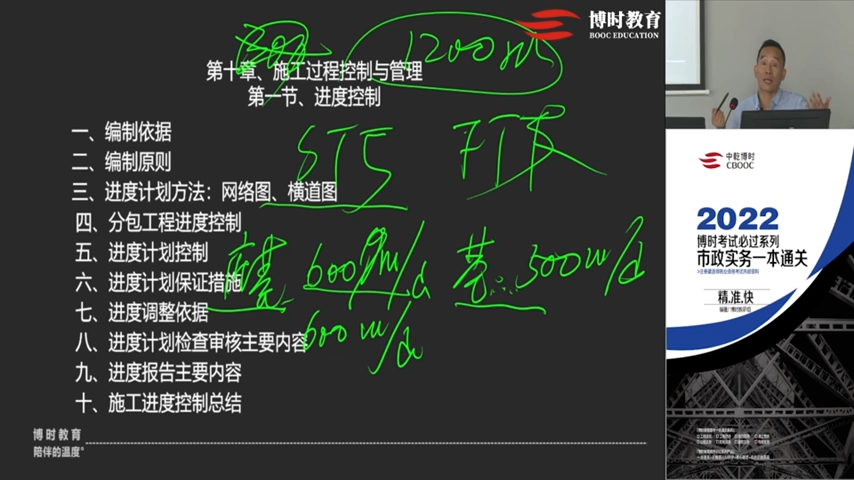 博时教育
BOOC EDUCATION
1200m
第十章、施工过程控制与管理
第一节、进度控制
一、编制依据
二、编制原则
三、进度计划方法：网络图、横道图
四、分包工程进度控制
五、进度计划控制
六、进度计划保证措施
七、进度调整依据
八、进度计划检查审核主要内容
九、进度报告主要内容
十、施工进度控制总结
STS
底基 600m/d 基：500m/d
600m/d
博时教育
陪伴的温度
中乾博时
CBOOC
2022
博时考试必过系列
市政实务一本通关
精.准.快